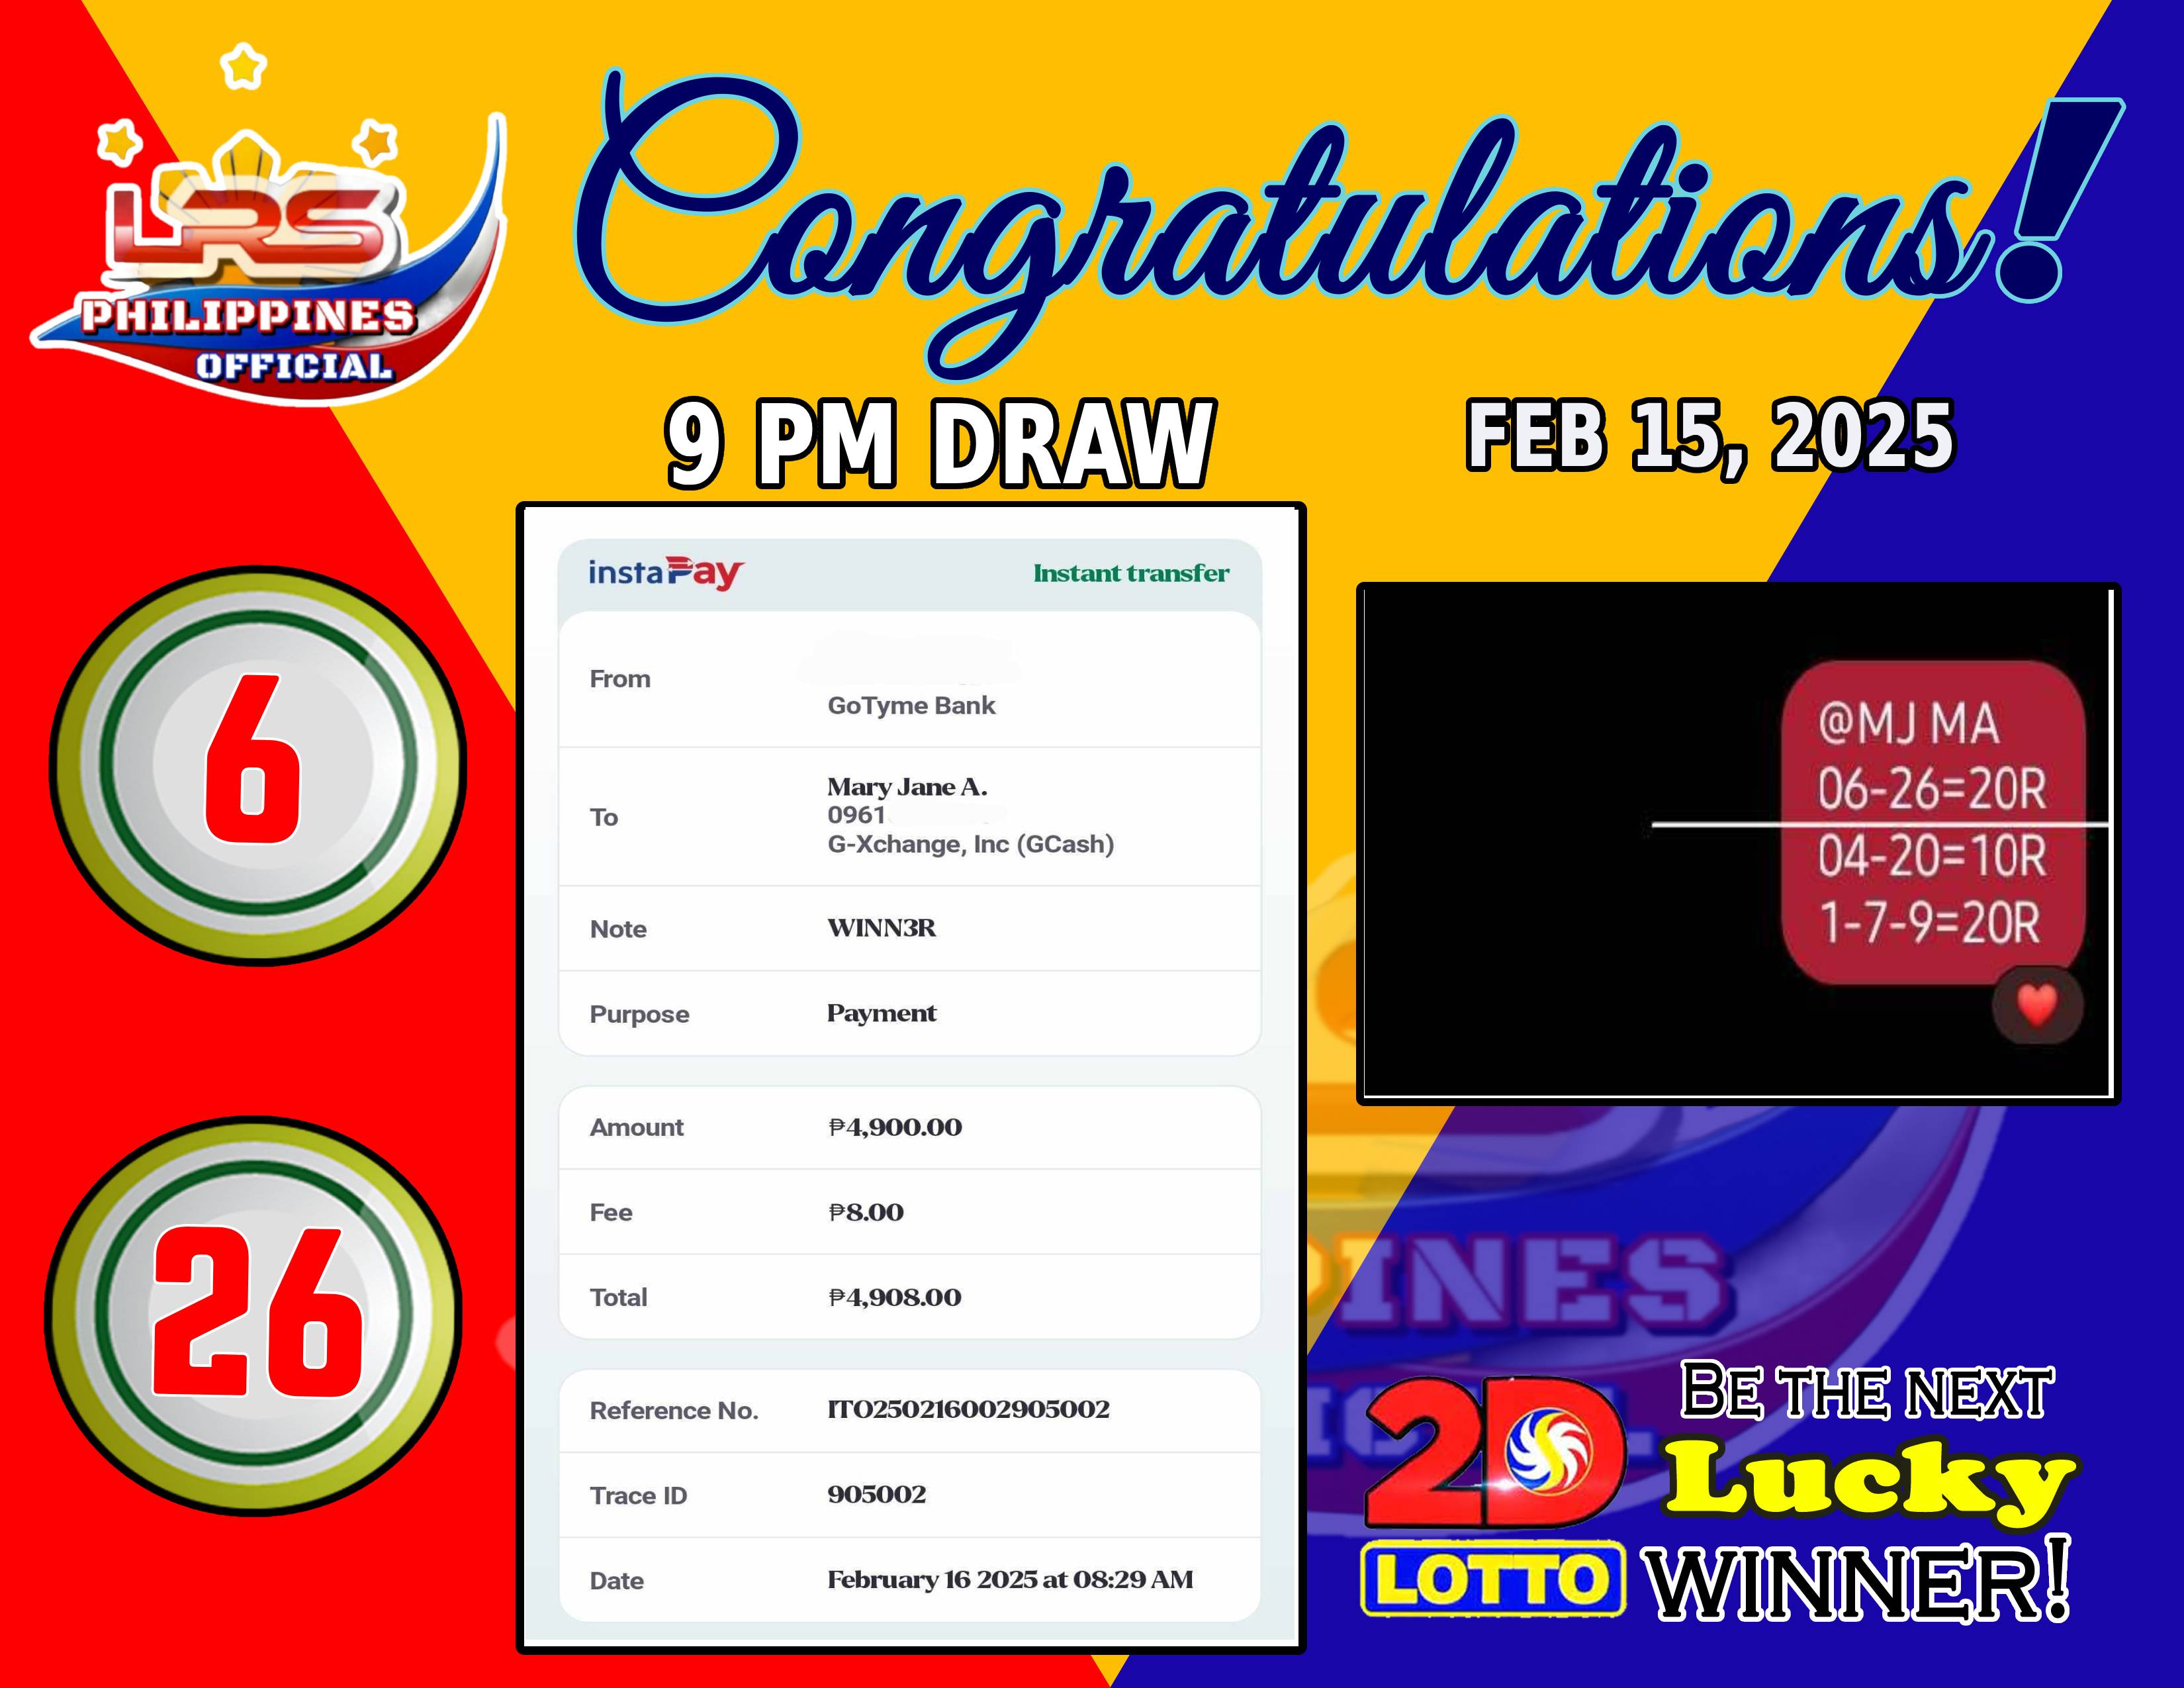 LRS
PHILIPPINES
OFFICIAL
Congratulations!
9 PM DRAW
FEB 15, 2025
6
26
instaPay
Instant transfer
From
GoTyme Bank
To
Mary Jane A.
0961
G-Xchange, Inc (GCash)
Note
WINN3R
Purpose
Payment
Amount
₱4,900.00
Fee
₱8.00
Total
₱4,908.00
Reference No.
ITO250216002905002
Trace ID
905002
Date
February 16 2025 at 08:29 AM
@MJ MA
06-26=20R
04-20=10R
1-7-9=20R
PINES
2D
LOTTO
BE THE NEXT
Lucky
WINNER!